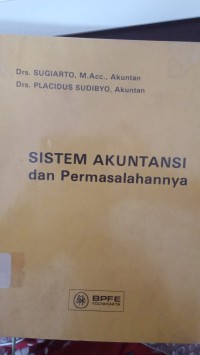 Drs. SUGIARTO, M.Acc., Akuntan
Drs. PLACIDUS SUDIBYO, Akuntan
SISTEM AKUNTANSI
dan Permasalahannya
BPFE
YOGYAKARTA